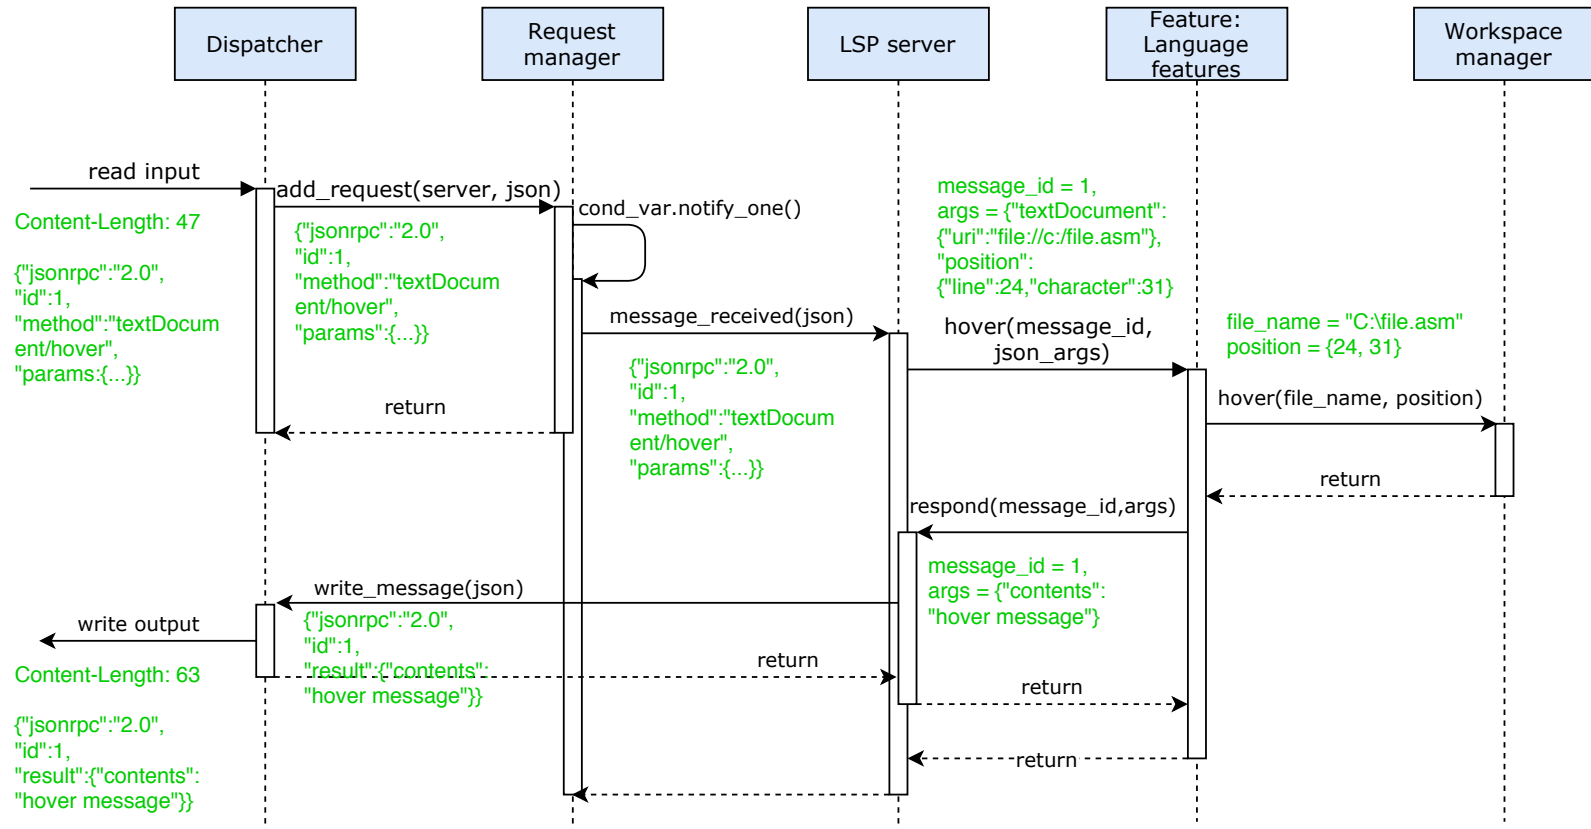 Dispatcher
Request
manager
LSP server
Feature:
Language
features
Workspace
manager
read input
Content-Length: 47
{"jsonrpc":"2.0",
"id":1,
"method":"textDocum
ent/hover",
"params:{...}}
add_request(server, json)
{"jsonrpc":"2.0",
"id":1,
"method":"textDocum
ent/hover",
"params":{...}}
cond_var.notify_one()
return
message_received(json)
{"jsonrpc":"2.0",
"id":1,
"method":"textDocum
ent/hover",
"params":{...}}
message_id = 1,
args = {"textDocument":
{"uri":"file://c:/file.asm"},
"position":
{"line":24,"character":31}
hover(message_id,
json_args)
file_name = "C:\file.asm"
position = {24, 31}
hover(file_name, position)
return
respond(message_id,args)
message_id = 1,
args = {"contents":
"hover message"}
write_message(json)
{"jsonrpc":"2.0",
"id":1,
"result":{"contents":
"hover message"}}
write output
Content-Length: 63
{"jsonrpc":"2.0",
"id":1,
"result":{"contents":
"hover message"}}
return
return
return